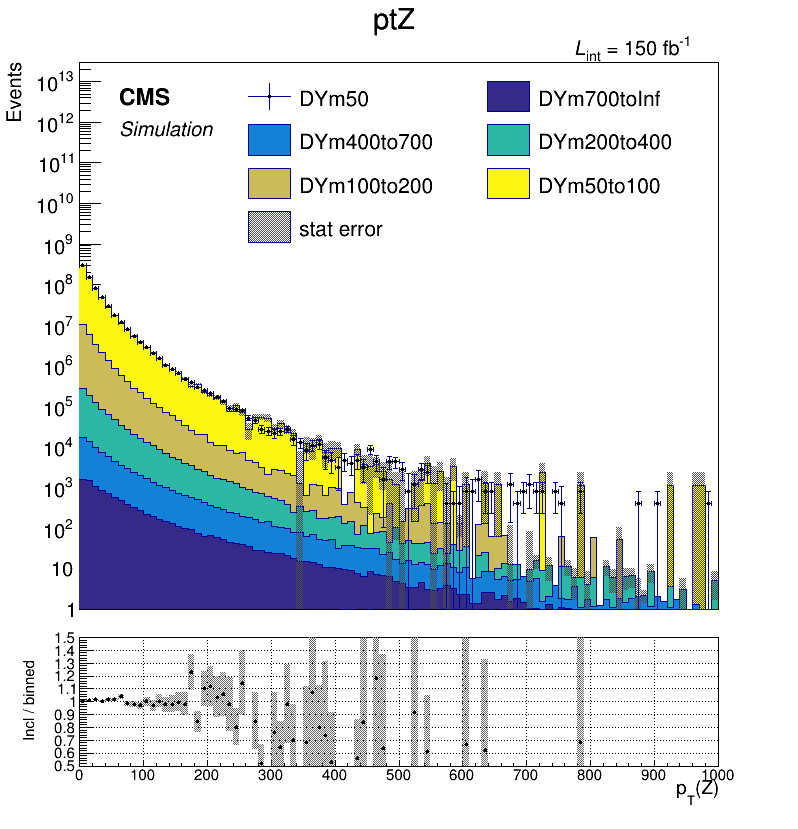 ptZ
L_int = 150 fb^-1
Events
CMS
Simulation
DYm50
DYm700toInf
DYm400to700
DYm200to400
DYm100to200
DYm50to100
stat error
10^13
10^12
10^11
10^10
10^9
10^8
10^7
10^6
10^5
10^4
10^3
10^2
10
1
Incl / binned
1.5
1.4
1.3
1.2
1.1
1
0.9
0.8
0.7
0.6
0.5
0 100 200 300 400 500 600 700 800 900 1000
p_T(Z)